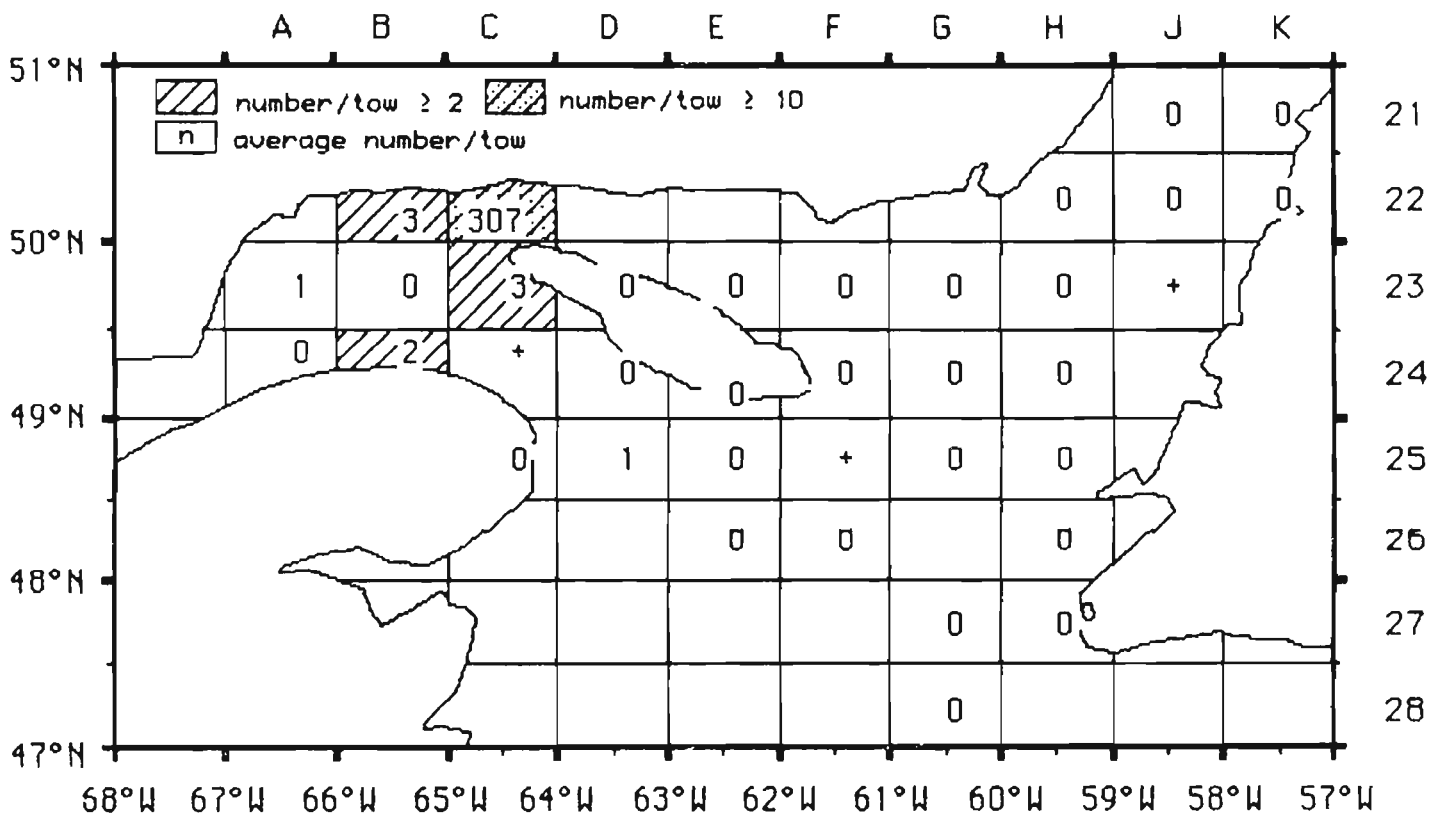 A B C D E F G H J K
51°N
number/tow ≥ 2 number/tow ≥ 10
n average number/tow
0 0 21
3 307 0 0 0 22
50°N
1 0 3 0 0 0 0 0 + 23
0 2 + 0 0 0 0 0 24
49°N
0 1 0 + 0 0 25
0 0 0 26
48°N
0 0 27
0 28
47°N
68°W 67°W 66°W 65°W 64°W 63°W 62°W 61°W 60°W 59°W 58°W 57°W